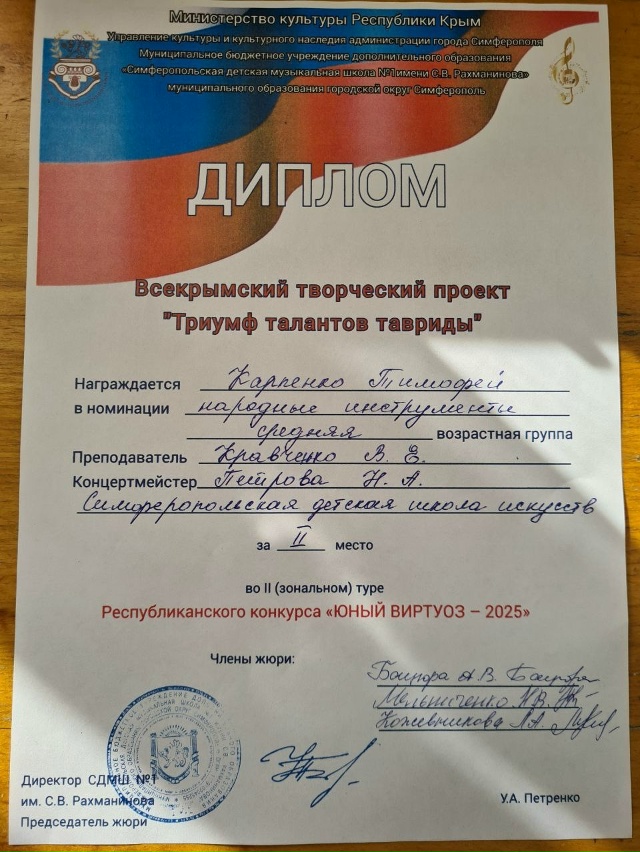 Министерство культуры Республики Крым
Управление культуры и культурного наследия администрации города Симферополя
Муниципальное бюджетное учреждение дополнительного образования
«Симферопольская детская музыкальная школа №1 имени С.В. Рахманинова»
муниципального образования городской округ Симферополь
ДИПЛОМ
Всекрымский творческий проект
"Триумф талантов тавриды"
Награждается Карпенко Тимофей
в номинации народные инструменты
средняя возрастная группа
Преподаватель Кравченко В. Е.
Концертмейстер Петрова Н. А.
Симферопольская детская школа искусств
за II место
во II (зональном) туре
Республиканского конкурса «ЮНЫЙ ВИРТУОЗ – 2025»
Члены жюри:
А.В.
Мельниченко
Кожевникова Л.А.
Директор СДМШ №1
им. С.В. Рахманинова
Председатель жюри
У.А. Петренко